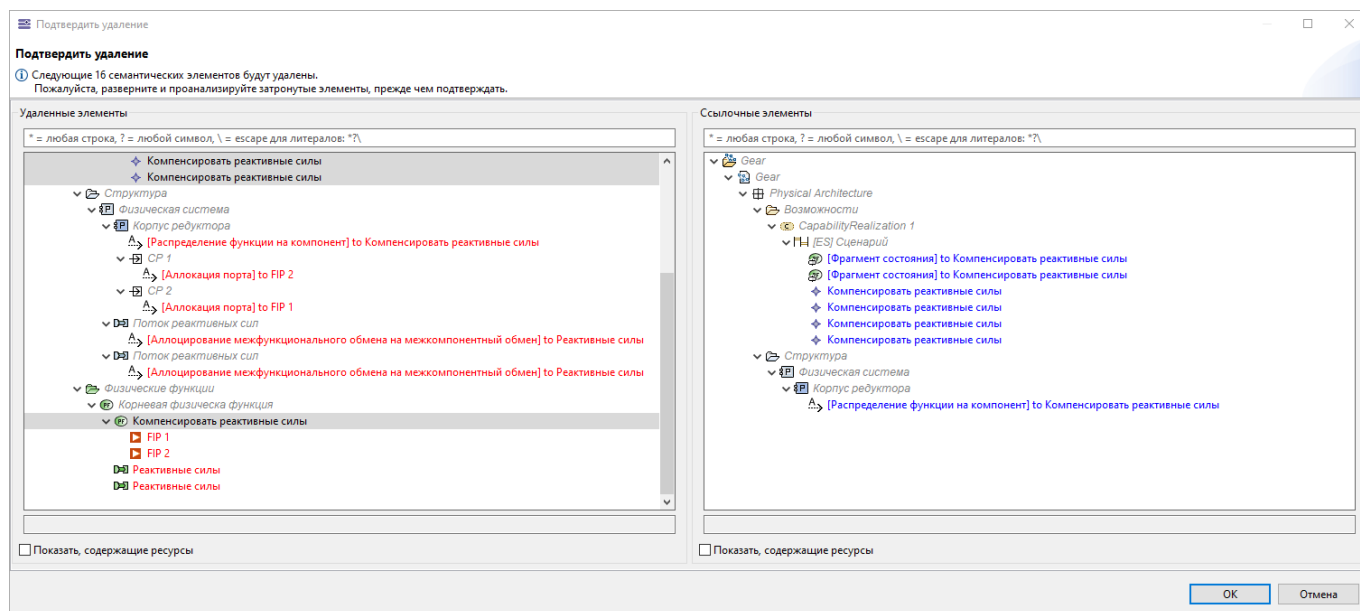 Подтвердить удаление
Подтвердить удаление
Следующие 16 семантических элементов будут удалены.
Пожалуйста, разверните и проанализируйте затронутые элементы, прежде чем подтверждать.
Удаленные элементы
* = любая строка, ? = любой символ, \ = escape для литералов: *?\
Компенсировать реактивные силы
Компенсировать реактивные силы
Структура
Физическая система
Корпус редуктора
[Распределение функции на компонент] to Компенсировать реактивные силы
CP 1
[Аллокация порта] to FIP 2
CP 2
[Аллокация порта] to FIP 1
Поток реактивных сил
[Аллоцирование межфункционального обмена на межкомпонентный обмен] to Реактивные силы
Поток реактивных сил
[Аллоцирование межфункционального обмена на межкомпонентный обмен] to Реактивные силы
Физические функции
Корневая физическа функция
Компенсировать реактивные силы
FIP 1
FIP 2
Реактивные силы
Реактивные силы
Показать, содержащие ресурсы
Ссылочные элементы
* = любая строка, ? = любой символ, \ = escape для литералов: *?\
Gear
Gear
Physical Architecture
Возможности
CapabilityRealization 1
[ES] Сценарий
[Фрагмент состояния] to Компенсировать реактивные силы
[Фрагмент состояния] to Компенсировать реактивные силы
Компенсировать реактивные силы
Компенсировать реактивные силы
Компенсировать реактивные силы
Компенсировать реактивные силы
Структура
Физическая система
Корпус редуктора
[Распределение функции на компонент] to Компенсировать реактивные силы
Показать, содержащие ресурсы
OK
Отмена